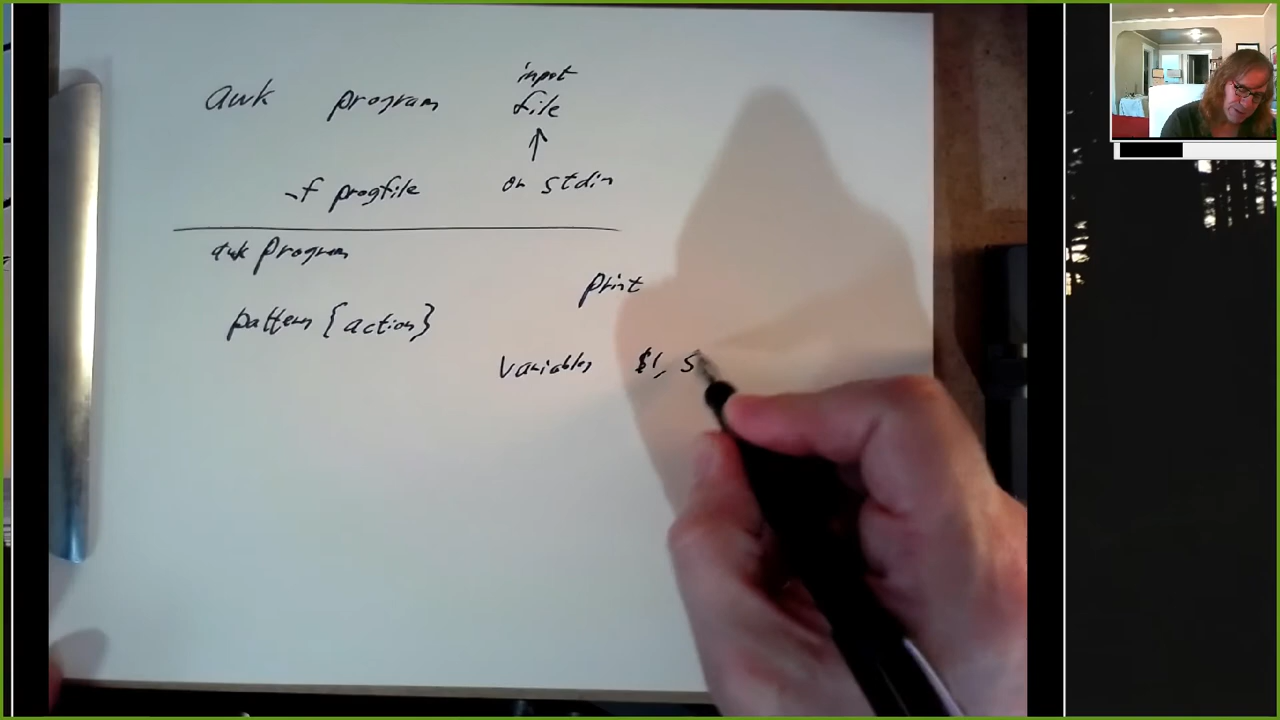 awk program input file
↑
-f progfile or stdin
awk program
print
pattern { action }
variables $1, S